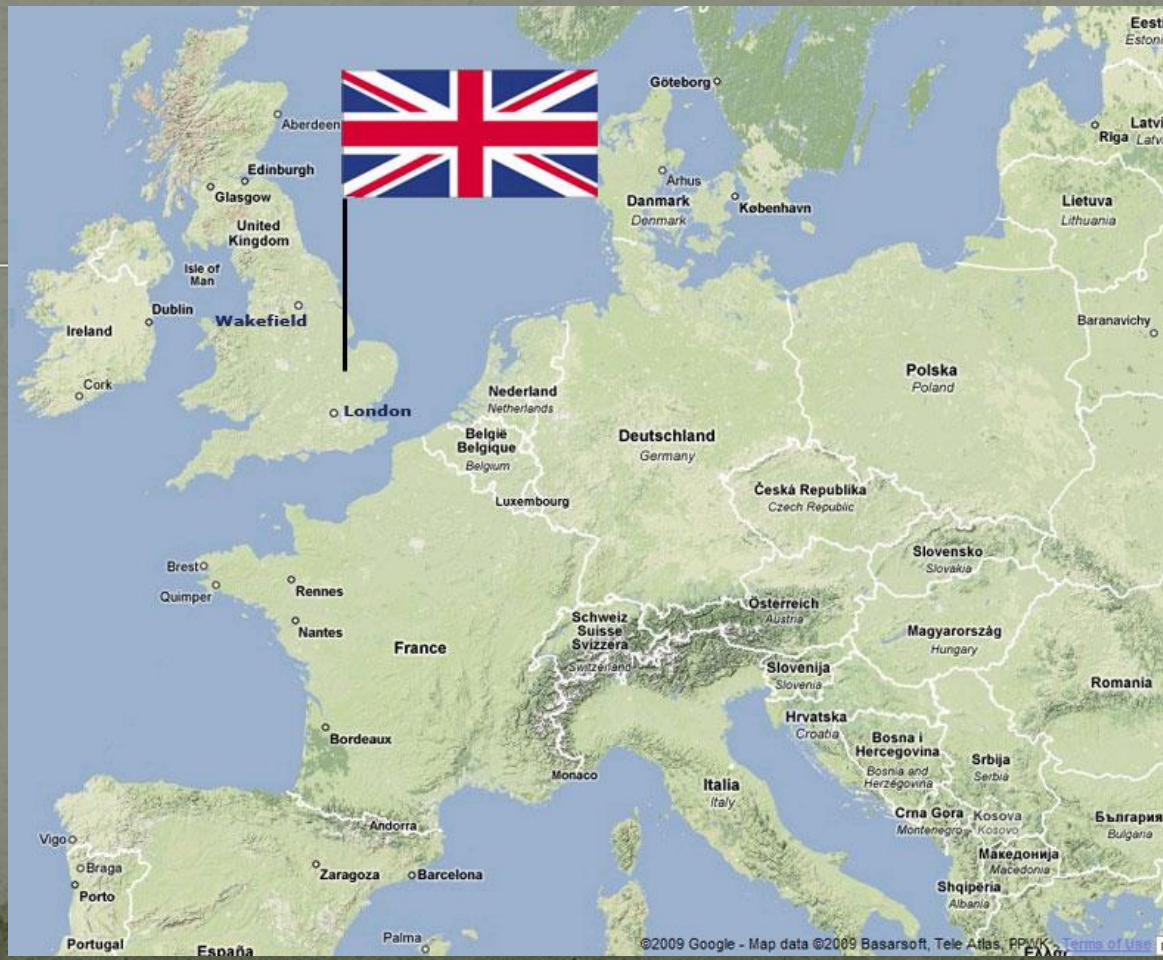 Eesti
Estonia
Göteborg
Aberdeen
Rīga
Latvi
Latv
Edinburgh
Glasgow
Arhus
Danmark
Denmark
København
Lietuva
Lithuania
United
Kingdom
Isle of
Man
Dublin
Wakefield
Ireland
Baranavichy
Cork
Polska
Poland
Nederland
Netherlands
London
België
Belgique
Belgium
Deutschland
Germany
Luxembourg
Česká Republika
Czech Republic
Slovensko
Slovakia
Brest
Quimper
Rennes
Nantes
France
Schweiz
Suisse
Svizzera
Switzerland
Österreich
Austria
Magyarország
Hungary
Slovenija
Slovenia
Romania
Hrvatska
Croatia
Bordeaux
Bosna i
Hercegovina
Bosnia and
Herzegovina
Srbija
Serbia
Monaco
Italia
Italy
Crna Gora
Montenegro
Kosova
Kosovo
България
Bulgaria
Andorra
Vigo
Braga
Porto
Zaragoza
Barcelona
Македонија
Macedonia
Shqipëria
Albania
Portugal
España
Palma
©2009 Google - Map data ©2009 Basarsoft, Tele Atlas, PPWK - Terms of Use